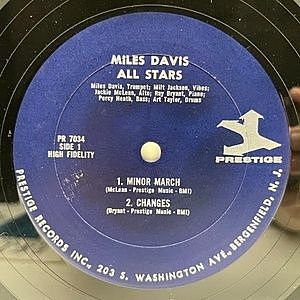 MILES DAVIS
ALL STARS
Miles Davis, Trumpet; Milt Jackson, Vibes;
Jackie McLean, Alto; Ray Bryant, Piano;
Percy Heath, Bass; Art Taylor, Drums
PR 7034
SIDE 1
HIGH FIDELITY
PRESTIGE
1. MINOR MARCH
(McLean - Prestige Music - BMI)
2. CHANGES
(Bryant - Prestige Music - BMI)
PRESTIGE RECORDS INC., 203 S. WASHINGTON AVE, BERGENFIELD, N. J.